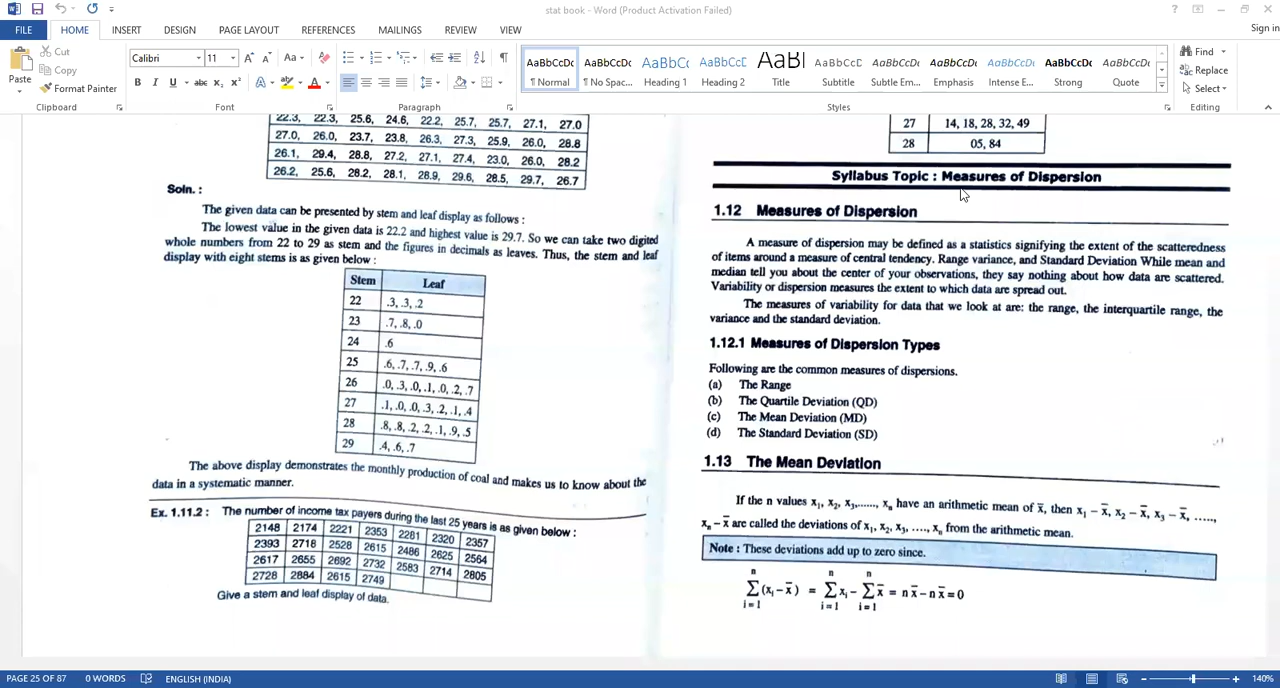 stat book - Word (Product Activation Failed)
FILE HOME INSERT DESIGN PAGE LAYOUT REFERENCES MAILINGS REVIEW VIEW Sign in
Paste
Cut
Copy
Format Painter
Calibri 11
Aa
B I U abc x₂ x² A A
AaBbCcDc AaBbCcDc AaBbCc AaBbCcD AaBl AaBbCcD AaBbCcDi AaBbCcDi AaBbCcDi AaBbCcDc AaBbCcDi
¶ Normal ¶ No Spac... Heading 1 Heading 2 Title Subtitle Subtle Em... Emphasis Intense E... Strong Quote
Find
Replace
Select
Clipboard Font Paragraph Styles Editing
22.3, 22.3, 25.6, 24.6, 22.2, 25.7, 25.7, 27.1, 27.0
27.0, 26.0, 23.7, 23.8, 26.3, 27.3, 25.9, 26.0, 28.8
26.1, 29.4, 28.8, 27.2, 27.1, 27.4, 23.0, 26.0, 28.2
26.2, 25.6, 28.2, 28.1, 28.9, 29.6, 28.5, 29.7, 26.7
Soln. :
The given data can be presented by stem and leaf display as follows :
The lowest value in the given data is 22.2 and highest value is 29.7. So we can take two digited
whole numbers from 22 to 29 as stem and the figures in decimals as leaves. Thus, the stem and leaf
display with eight stems is as given below :
Stem Leaf
22 .3, .3, .2
23 .7, .8, .0
24 .6
25 .6, .7, .7, .9, .6
26 .0, .3, .0, .1, .0, .2, .7
27 .1, .0, .0, .3, .2, .1, .4
28 .8, .8, .2, .2, .1, .9, .5
29 .4, .6, .7
The above display demonstrates the monthly production of coal and makes us to know about the
data in a systematic manner.
Ex. 1.11.2 : The number of income tax payers during the last 25 years is as given below :
2148 2174 2221 2353 2281 2320 2357
2393 2718 2528 2615 2486 2625 2564
2617 2655 2692 2732 2583 2714 2805
2728 2884 2615 2749
Give a stem and leaf display of data.
27 14, 18, 28, 32, 49
28 05, 84
Syllabus Topic : Measures of Dispersion
1.12 Measures of Dispersion
A measure of dispersion may be defined as a statistics signifying the extent of the scatteredness
of items around a measure of central tendency. Range variance, and Standard Deviation While mean and
median tell you about the center of your observations, they say nothing about how data are scattered.
Variability or dispersion measures the extent to which data are spread out.
The measures of variability for data that we look at are: the range, the interquartile range, the
variance and the standard deviation.
1.12.1 Measures of Dispersion Types
Following are the common measures of dispersions.
(a) The Range
(b) The Quartile Deviation (QD)
(c) The Mean Deviation (MD)
(d) The Standard Deviation (SD)
1.13 The Mean Deviation
If the n values x₁, x₂, x₃,......, xₙ have an arithmetic mean of x̄, then x₁ – x̄, x₂ – x̄, x₃ – x̄, .....,
xₙ – x̄ are called the deviations of x₁, x₂, x₃, ...., xₙ from the arithmetic mean.
Note : These deviations add up to zero since.
n n n
∑(xᵢ – x̄) = ∑xᵢ – ∑x̄ = n x̄ – n x̄ = 0
i = 1 i = 1 i = 1
PAGE 25 OF 87 0 WORDS ENGLISH (INDIA) 140%